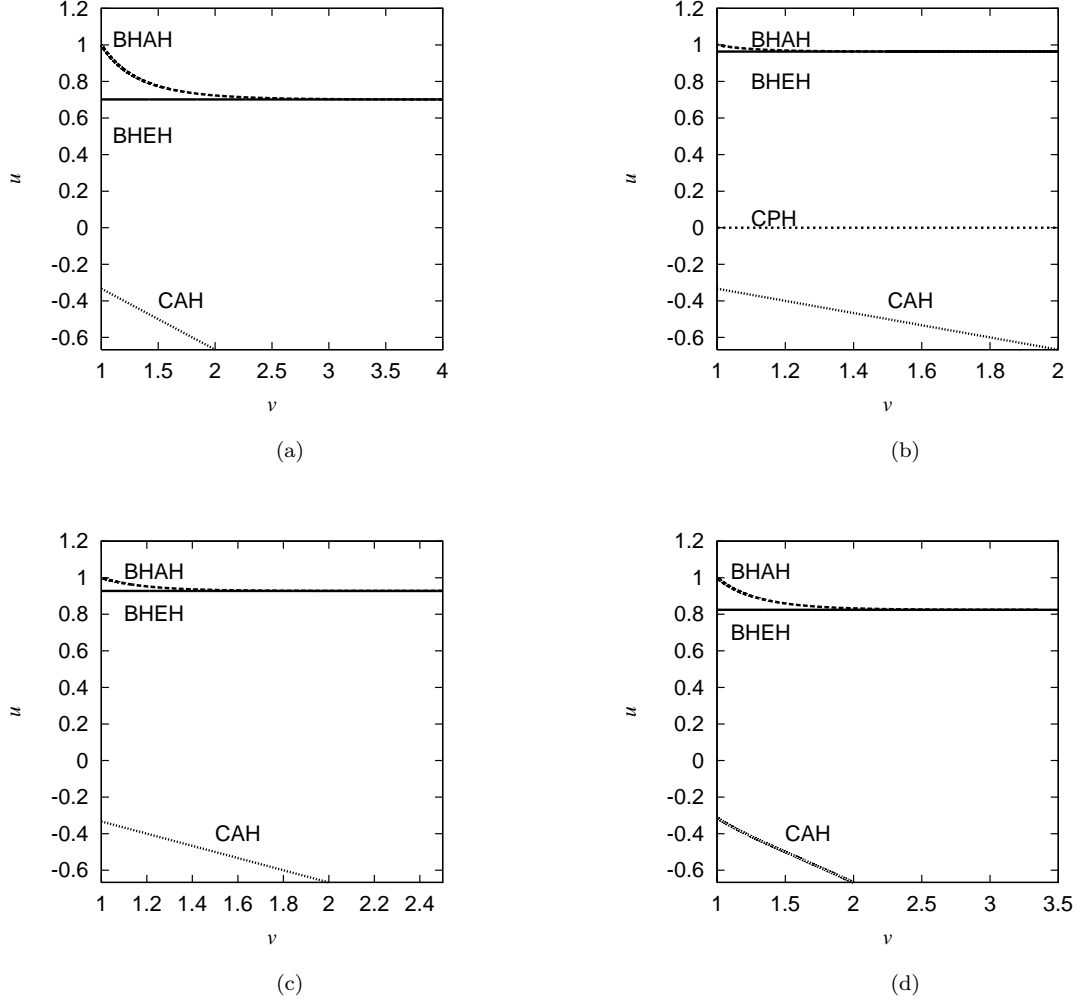 1.2
1
0.8
0.6
0.4
0.2
0
-0.2
-0.4
-0.6
u
BHAH
BHEH
CAH
1 1.5 2 2.5 3 3.5 4
v
(a)
1.2
1
0.8
0.6
0.4
0.2
0
-0.2
-0.4
-0.6
u
BHAH
BHEH
CPH
CAH
1 1.2 1.4 1.6 1.8 2
v
(b)
1.2
1
0.8
0.6
0.4
0.2
0
-0.2
-0.4
-0.6
u
BHAH
BHEH
CAH
1 1.2 1.4 1.6 1.8 2 2.2 2.4
v
(c)
1.2
1
0.8
0.6
0.4
0.2
0
-0.2
-0.4
-0.6
u
BHAH
BHEH
CAH
1 1.5 2 2.5 3 3.5
v
(d)